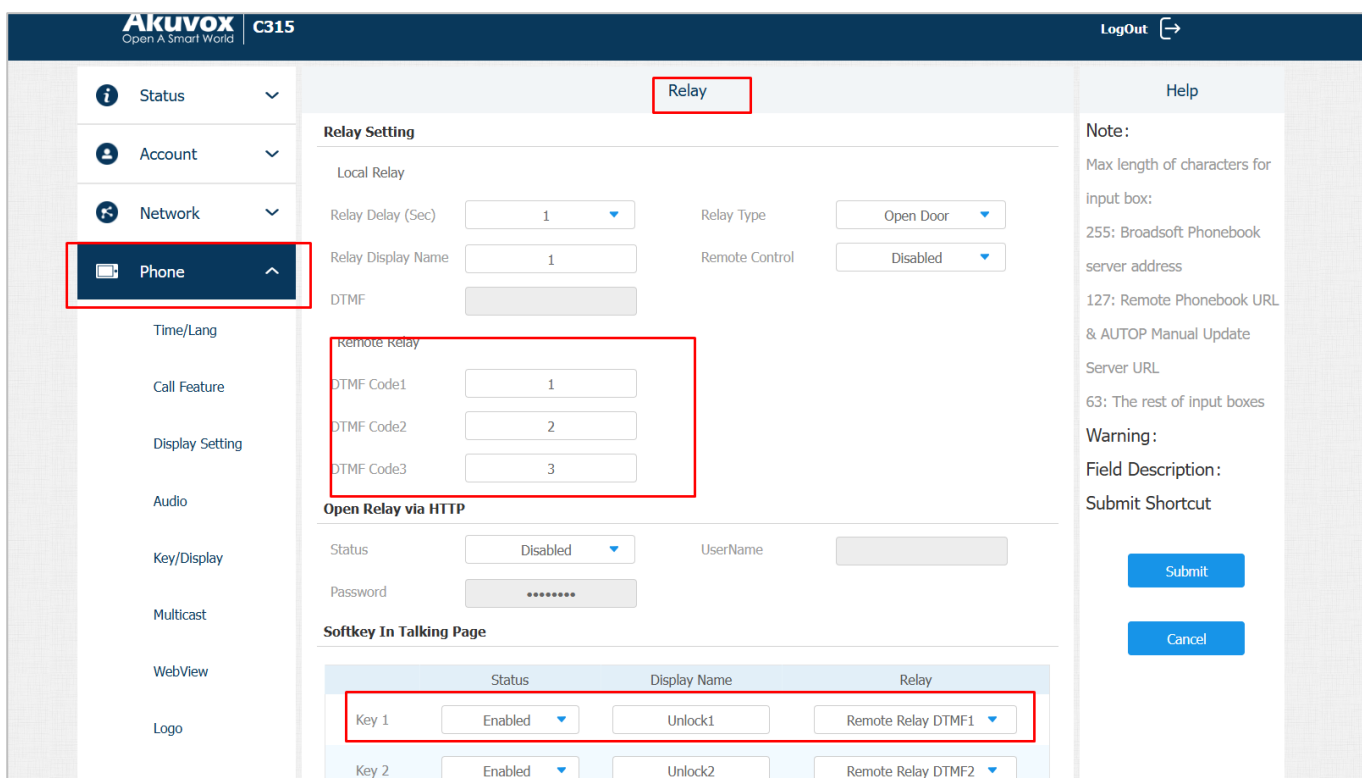 Akuvox
Open A Smart World
C315
LogOut
Status
Account
Network
Phone
Time/Lang
Call Feature
Display Setting
Audio
Key/Display
Multicast
WebView
Logo
Relay
Relay Setting
Local Relay
Relay Delay (Sec) 1 Relay Type Open Door
Relay Display Name 1 Remote Control Disabled
DTMF
Remote Relay
DTMF Code1 1
DTMF Code2 2
DTMF Code3 3
Open Relay via HTTP
Status Disabled UserName
Password ••••••••
Softkey In Talking Page
Status Display Name Relay
Key 1 Enabled Unlock1 Remote Relay DTMF1
Key 2 Enabled Unlock2 Remote Relay DTMF2
Help
Note:
Max length of characters for
input box:
255: Broadsoft Phonebook
server address
127: Remote Phonebook URL
& AUTOP Manual Update
Server URL
63: The rest of input boxes
Warning:
Field Description:
Submit Shortcut
Submit
Cancel